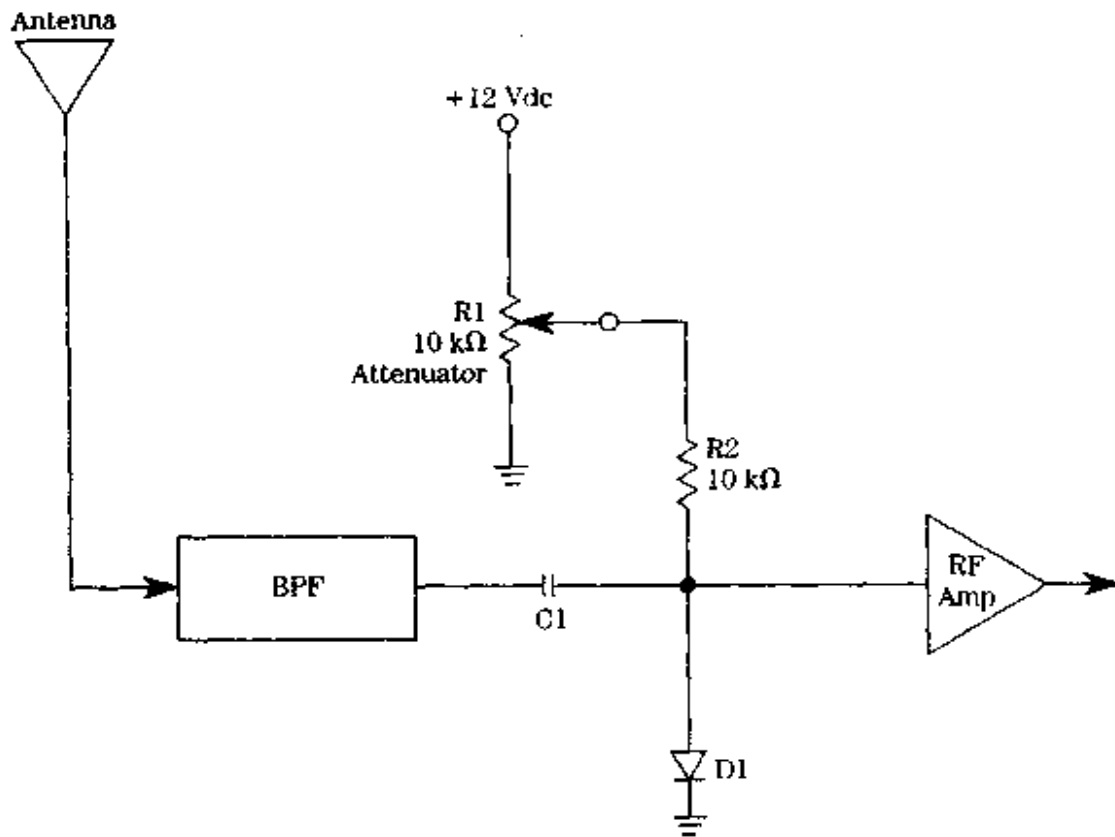 Antenna
+12 Vdc
R1
10 kΩ
Attenuator
R2
10 kΩ
BPF
C1
RF
Amp
D1